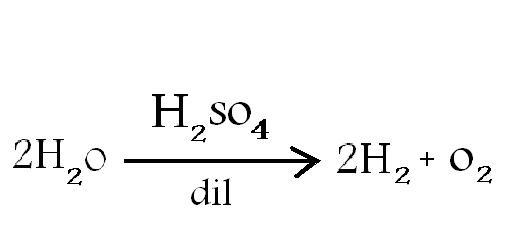 H₂so₄
2H₂o ⟶ 2H₂ + o₂
dil